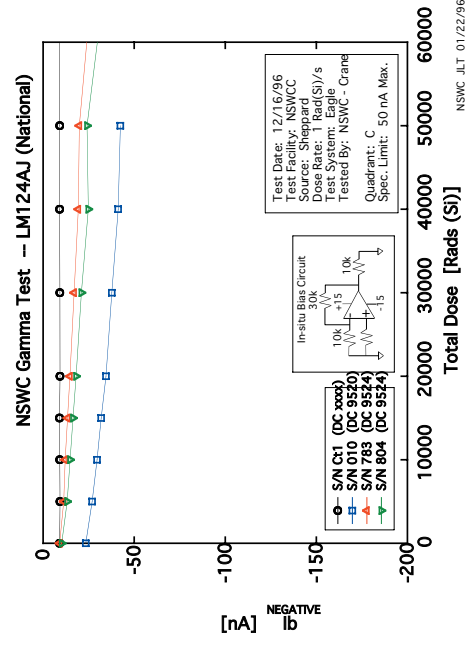 NSWC Gamma Test -- LM124AJ (National)
0
-50
-100
-150
-200
[nA]
Ib NEGATIVE
0
10000
20000
30000
40000
50000
60000
Total Dose [Rads (Si)]
S/N Ct1 (DC xxxx)
S/N 010 (DC 9520)
S/N 783 (DC 9524)
S/N 804 (DC 9524)
In-situ Bias Circuit
30k
10k
+15
-15
10k
Test Date: 12/16/96
Test Facility: NSWCC
Source: Sheppard
Dose Rate: 1 Rad(Si)/s
Test System: Eagle
Tested By: NSWC - Crane
Quadrant: C
Spec. Limit: 50 nA Max.
NSWC JLT 01/22/96